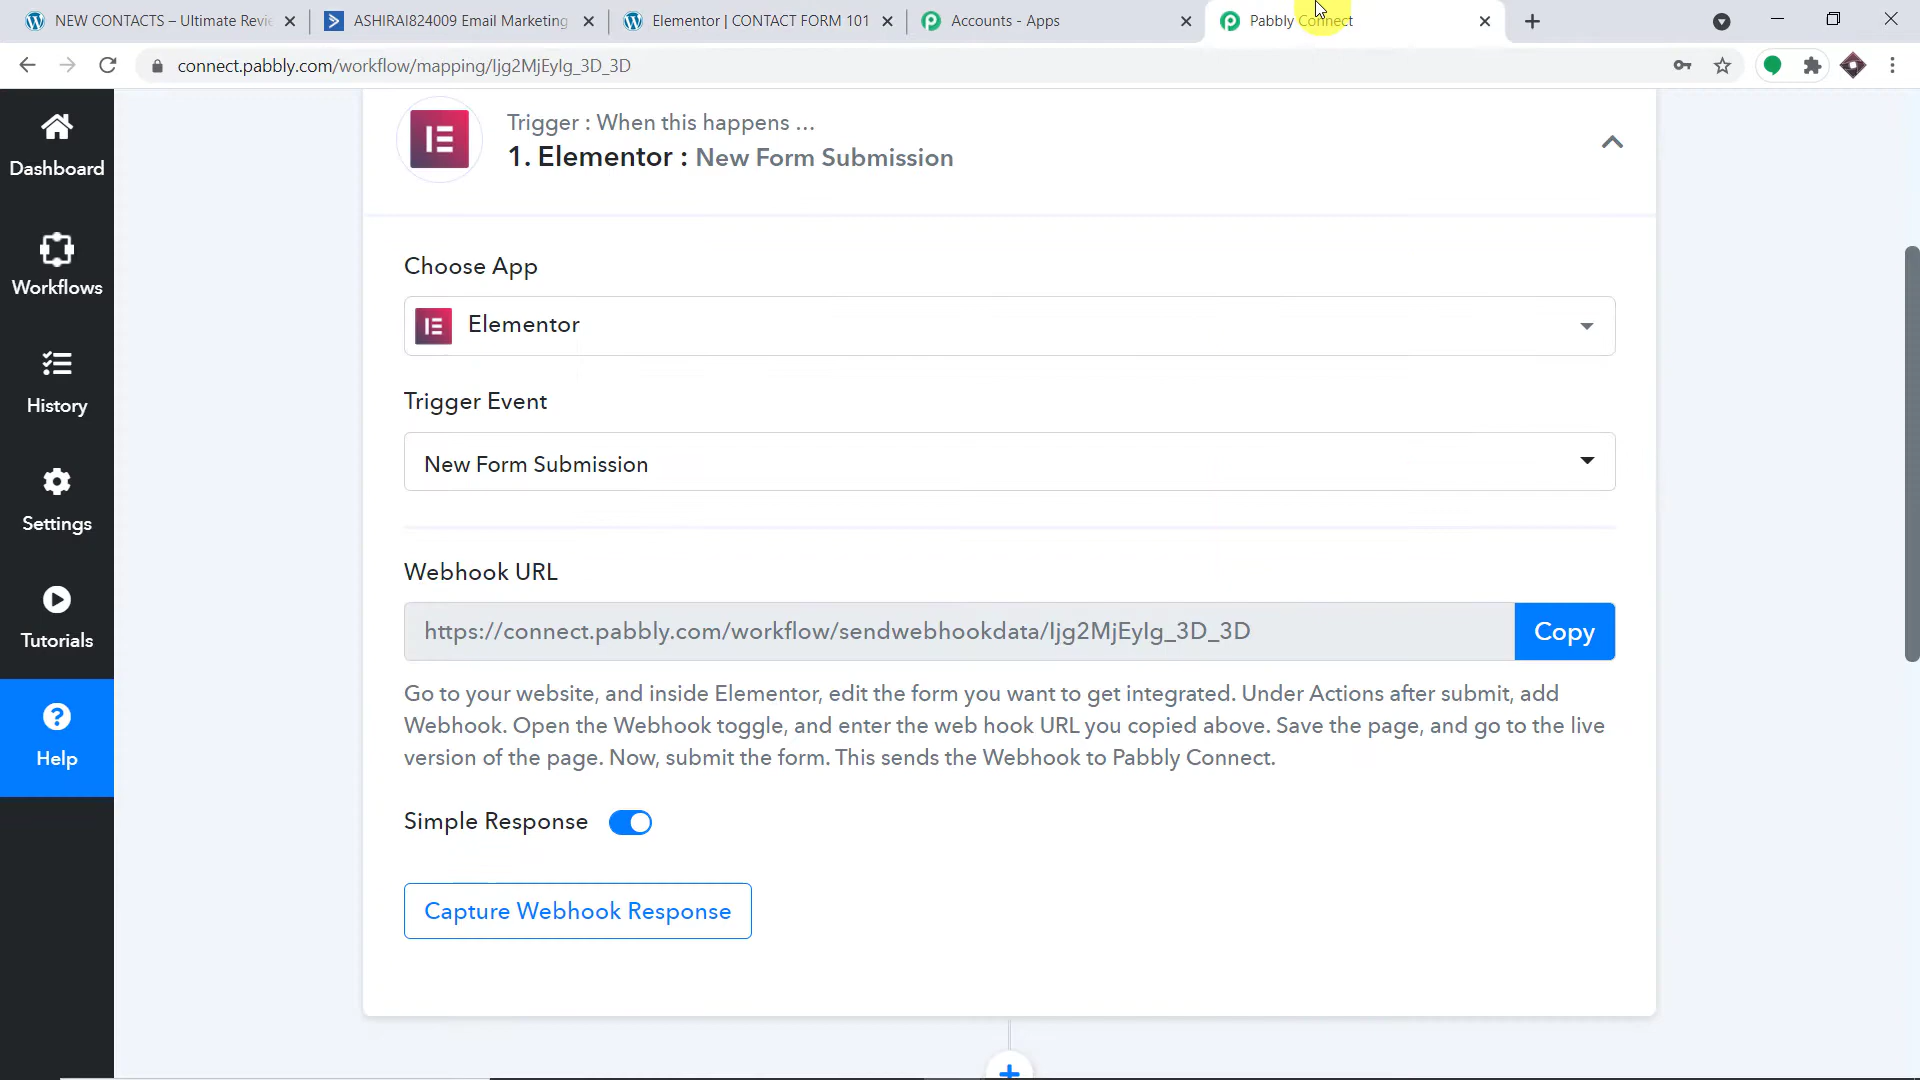 NEW CONTACTS – Ultimate Revie
ASHIRAI824009 Email Marketing
Elementor | CONTACT FORM 101
Accounts - Apps
Pabbly Connect
connect.pabbly.com/workflow/mapping/Ijg2MjEyIg_3D_3D
Dashboard
Workflows
History
Settings
Tutorials
Help
Trigger : When this happens ...
1. Elementor : New Form Submission
Choose App
Elementor
Trigger Event
New Form Submission
Webhook URL
https://connect.pabbly.com/workflow/sendwebhookdata/Ijg2MjEyIg_3D_3D
Copy
Go to your website, and inside Elementor, edit the form you want to get integrated. Under Actions after submit, add
Webhook. Open the Webhook toggle, and enter the web hook URL you copied above. Save the page, and go to the live
version of the page. Now, submit the form. This sends the Webhook to Pabbly Connect.
Simple Response
Capture Webhook Response